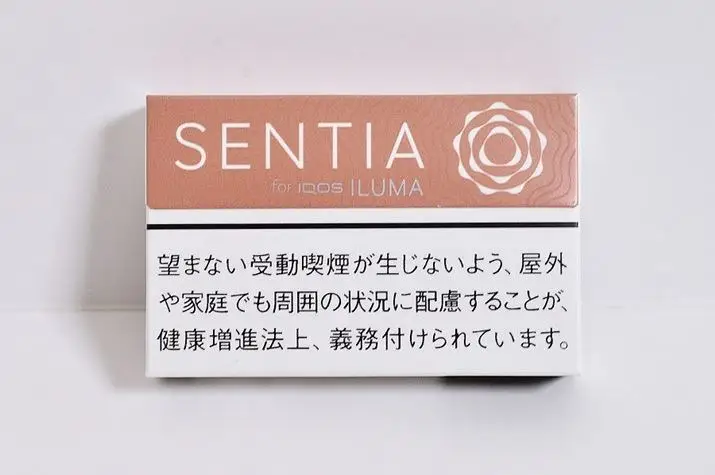 SENTIA
for IQOS ILUMA
望まない受動喫煙が生じないよう、屋外
や家庭でも周囲の状況に配慮することが、
健康増進法上、義務付けられています。